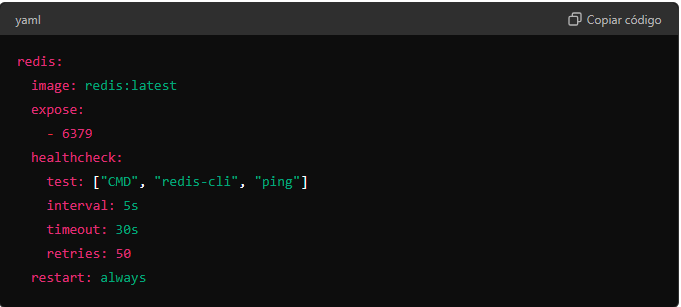 yaml
Copiar código
redis:
  image: redis:latest
  expose:
    - 6379
  healthcheck:
    test: ["CMD", "redis-cli", "ping"]
    interval: 5s
    timeout: 30s
    retries: 50
  restart: always